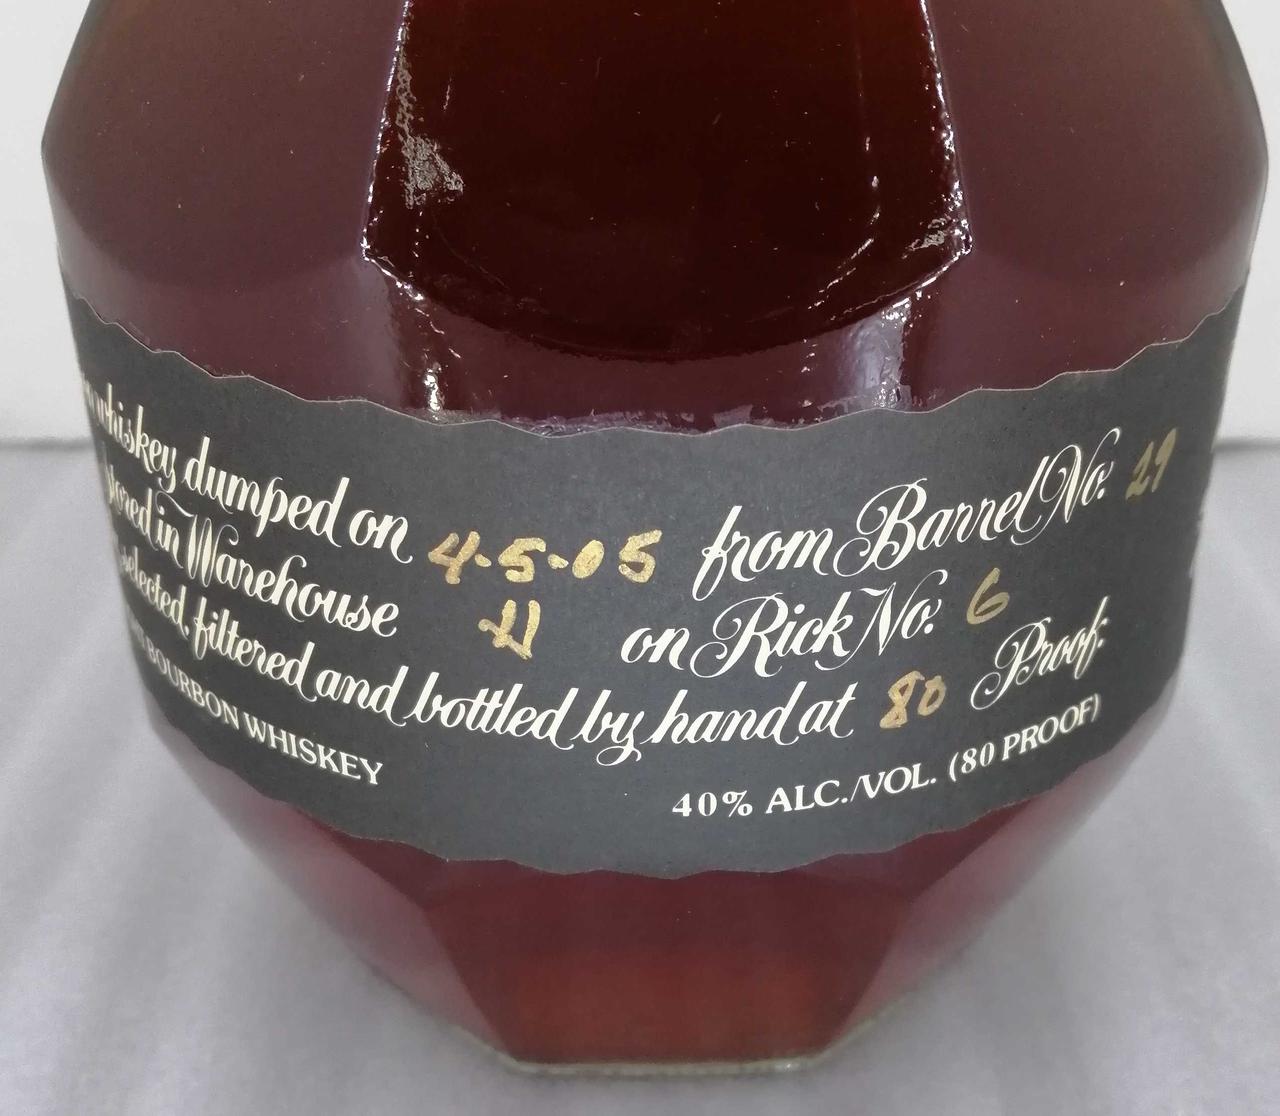 whiskey dumped on 4-5-05 from Barrel No. 29
stored in Warehouse H on Rick No. 6
selected, filtered and bottled by hand at 80 Proof.
BOURBON WHISKEY 40% ALC./VOL. (80 PROOF)